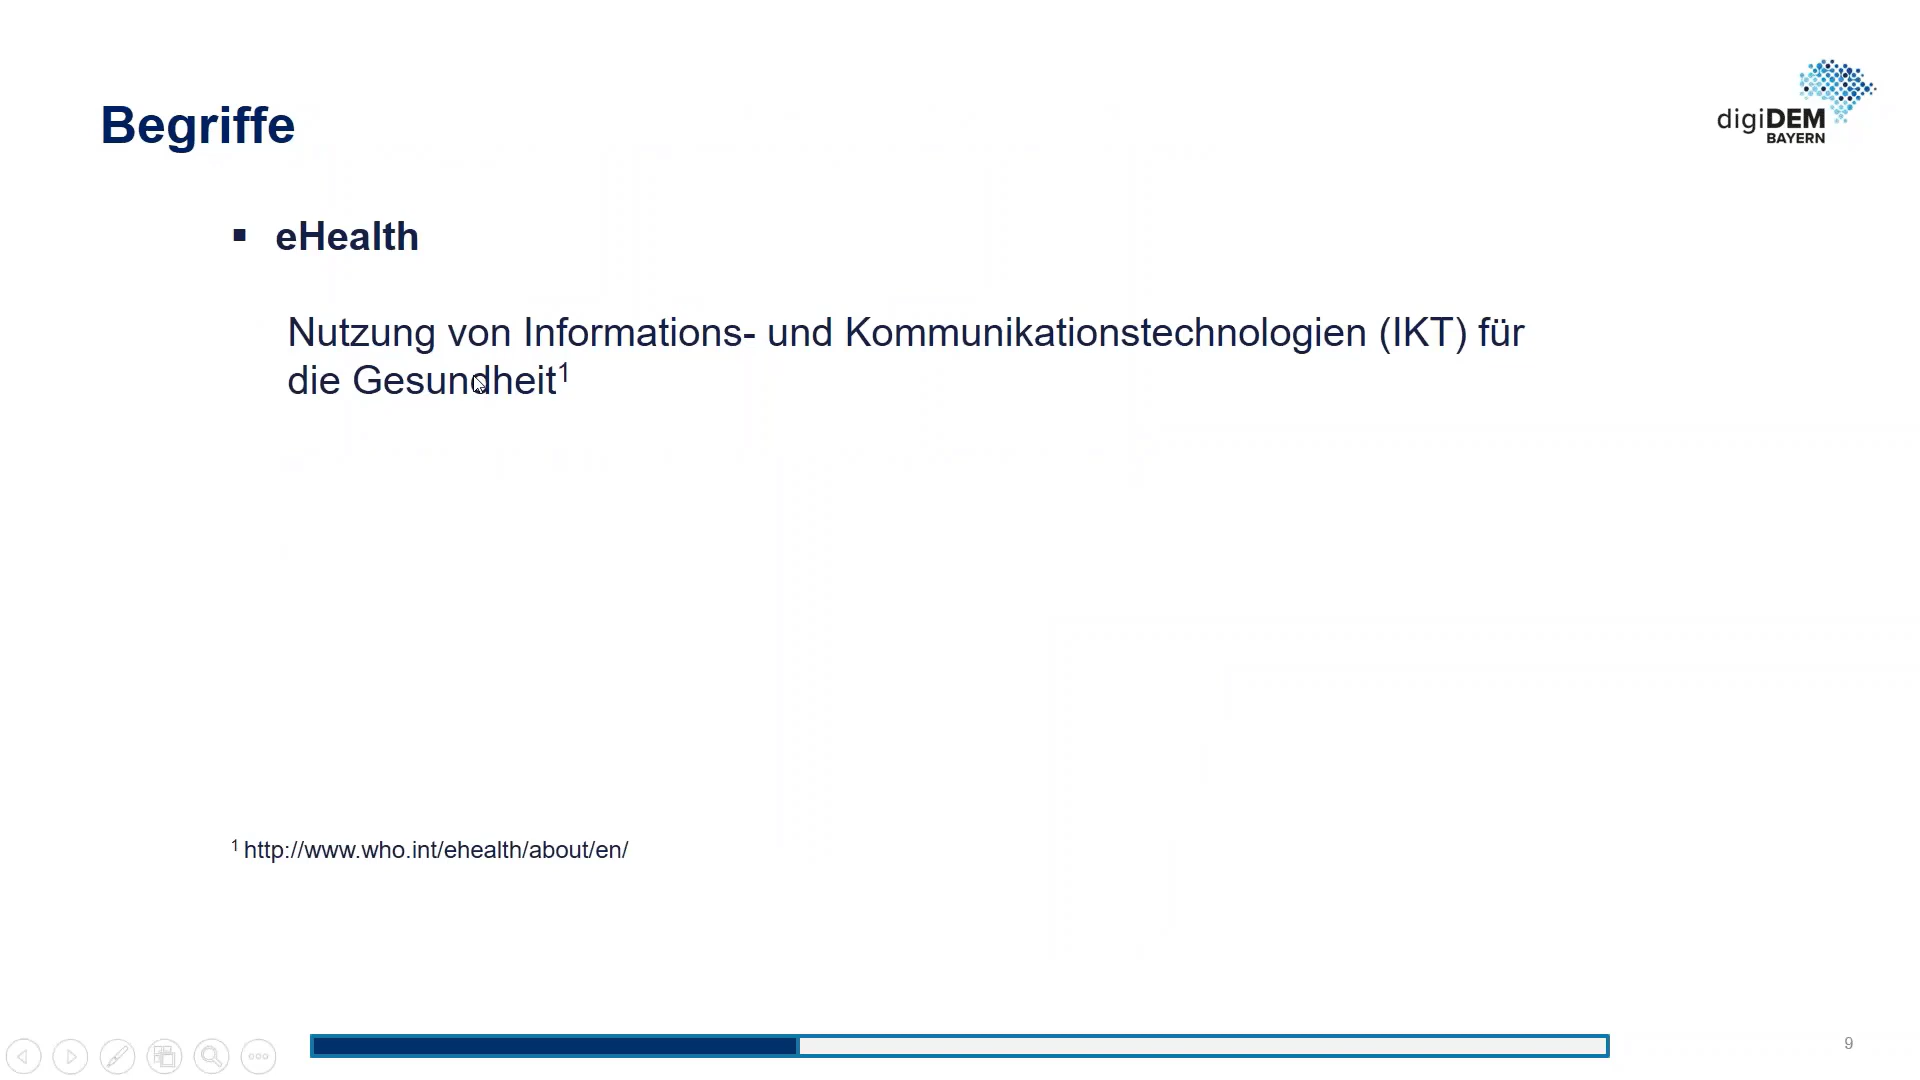 Begriffe
digiDEM
BAYERN
▪ eHealth
Nutzung von Informations- und Kommunikationstechnologien (IKT) für
die Gesundheit¹
¹ http://www.who.int/ehealth/about/en/
9